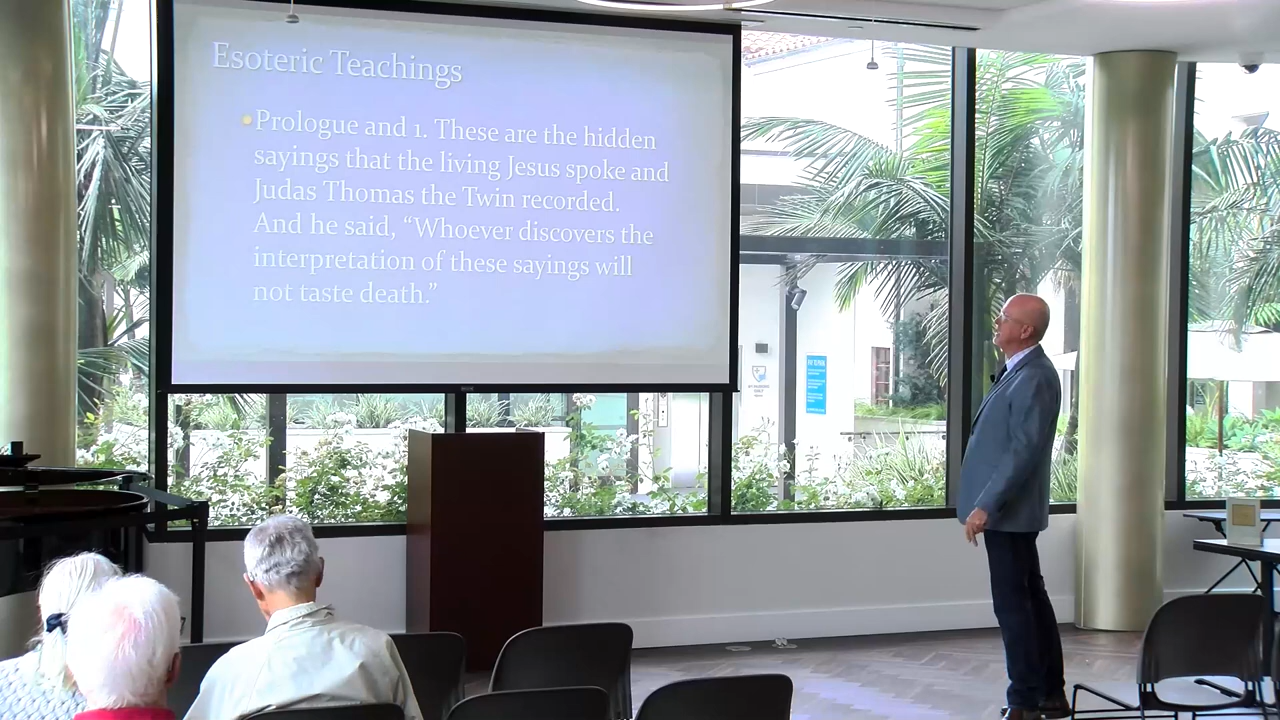 Esoteric Teachings
•Prologue and 1. These are the hidden
sayings that the living Jesus spoke and
Judas Thomas the Twin recorded.
And he said, “Whoever discovers the
interpretation of these sayings will
not taste death.”